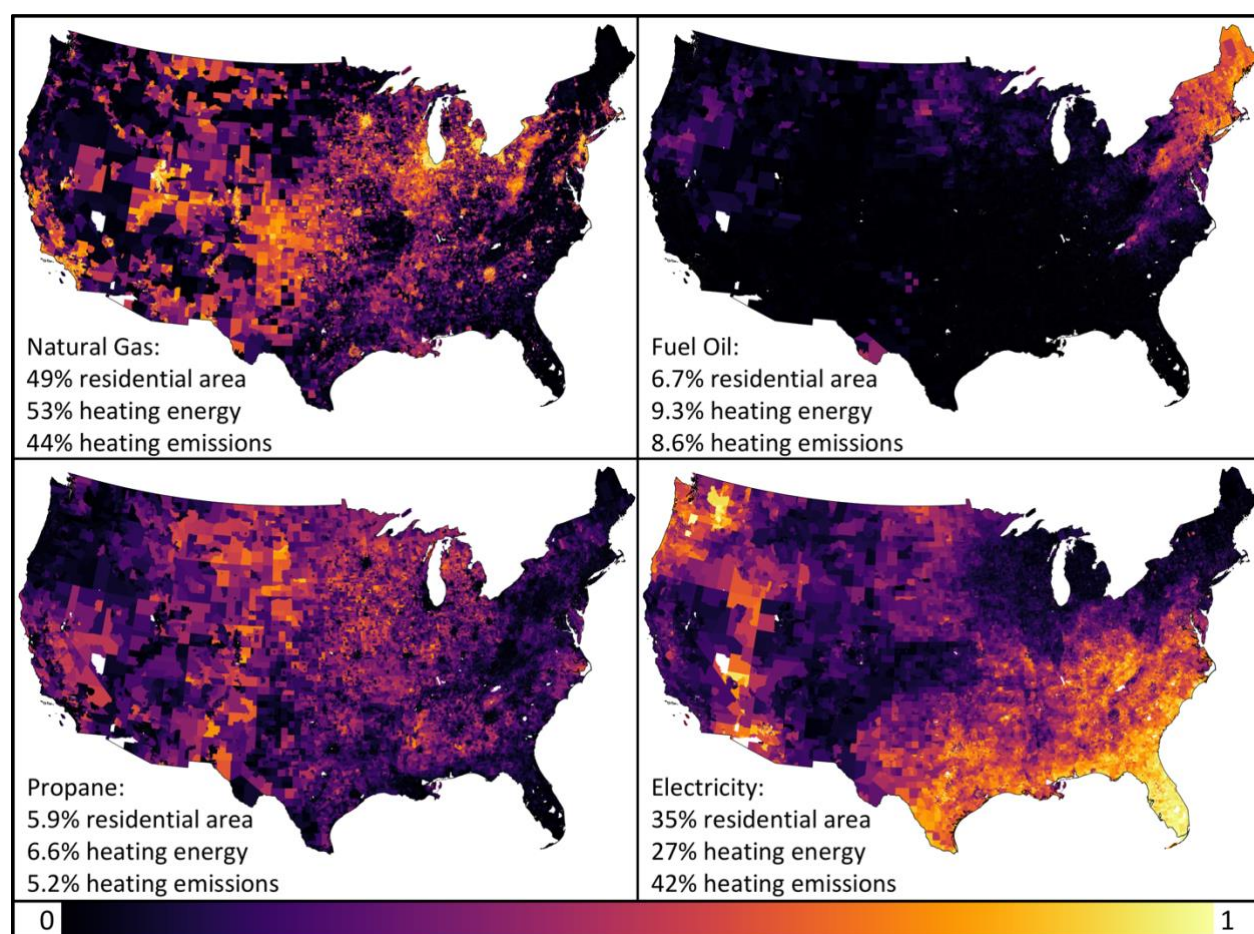 Natural Gas:
49% residential area
53% heating energy
44% heating emissions
Fuel Oil:
6.7% residential area
9.3% heating energy
8.6% heating emissions
Propane:
5.9% residential area
6.6% heating energy
5.2% heating emissions
Electricity:
35% residential area
27% heating energy
42% heating emissions
0
1